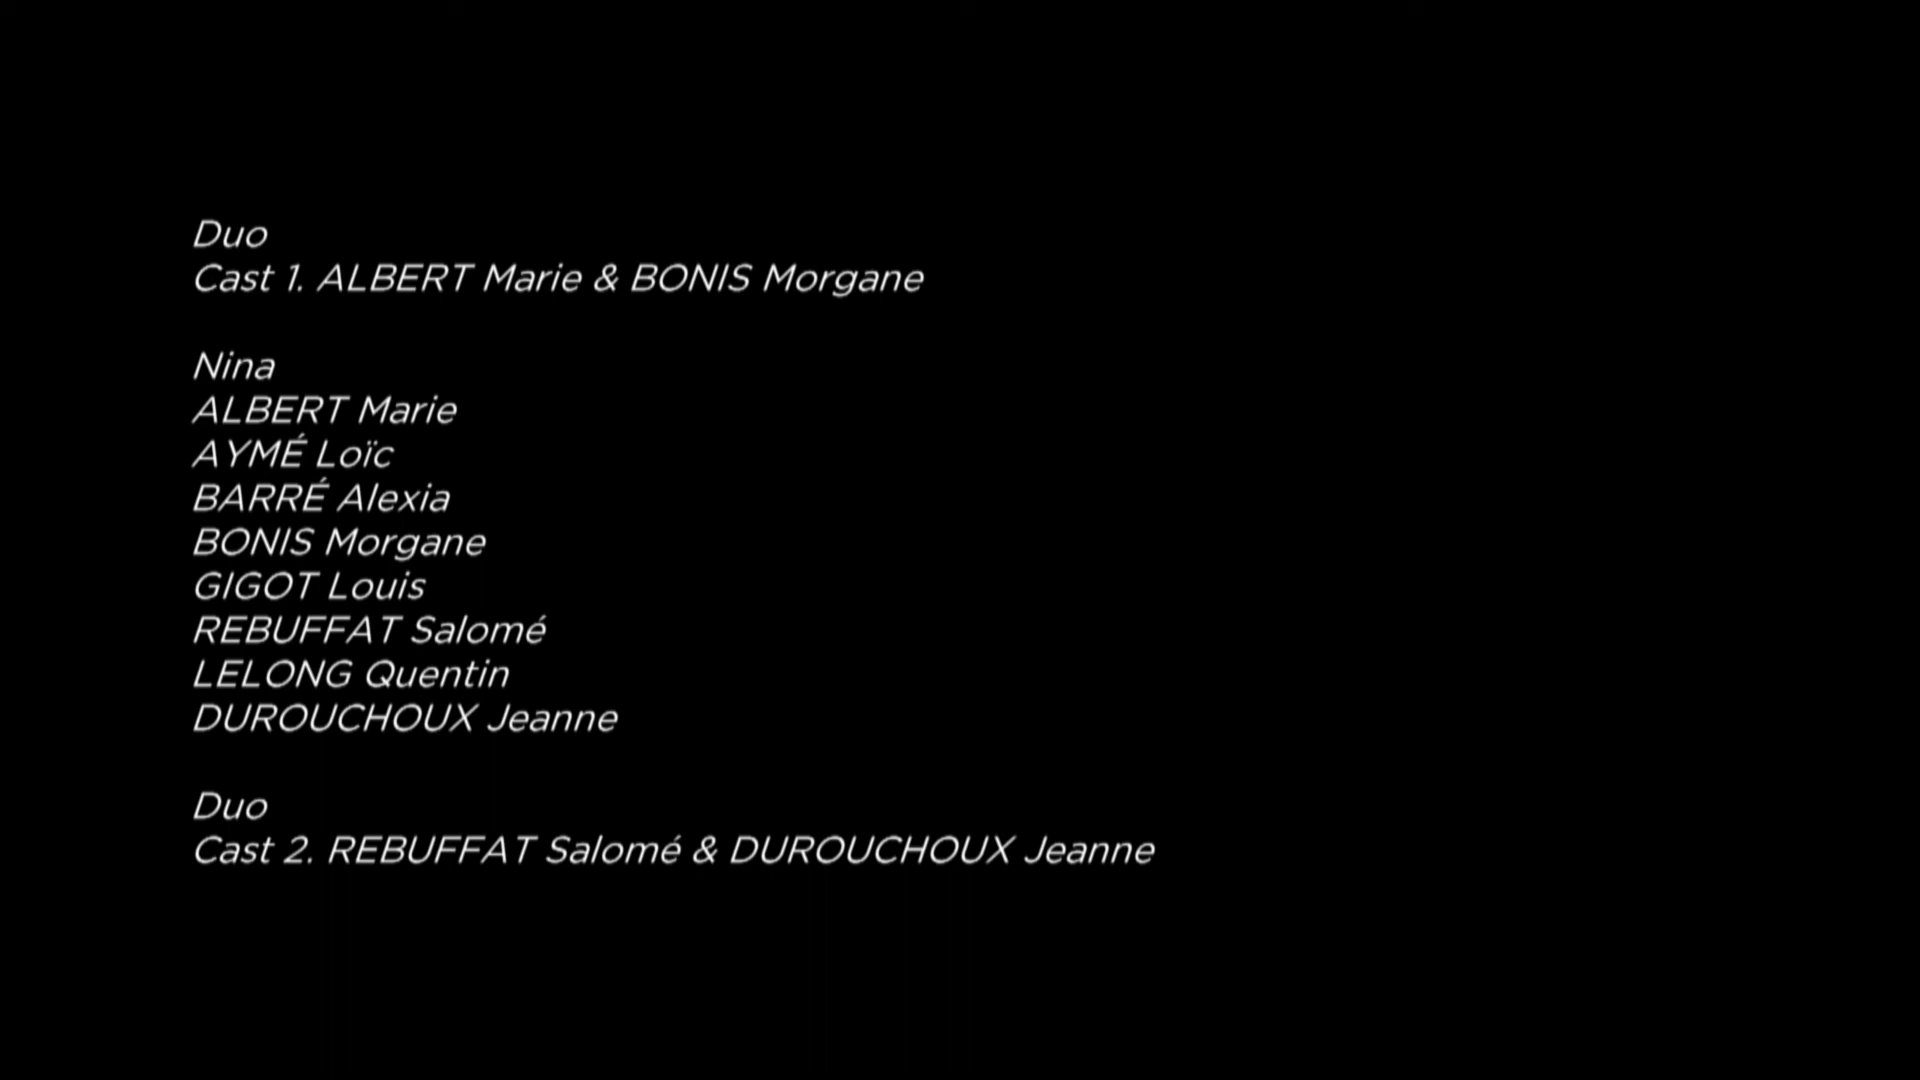 Duo
Cast 1. ALBERT Marie & BONIS Morgane
Nina
ALBERT Marie
AYMÉ Loïc
BARRÉ Alexia
BONIS Morgane
GIGOT Louis
REBUFFAT Salomé
LELONG Quentin
DUROUCHOUX Jeanne
Duo
Cast 2. REBUFFAT Salomé & DUROUCHOUX Jeanne